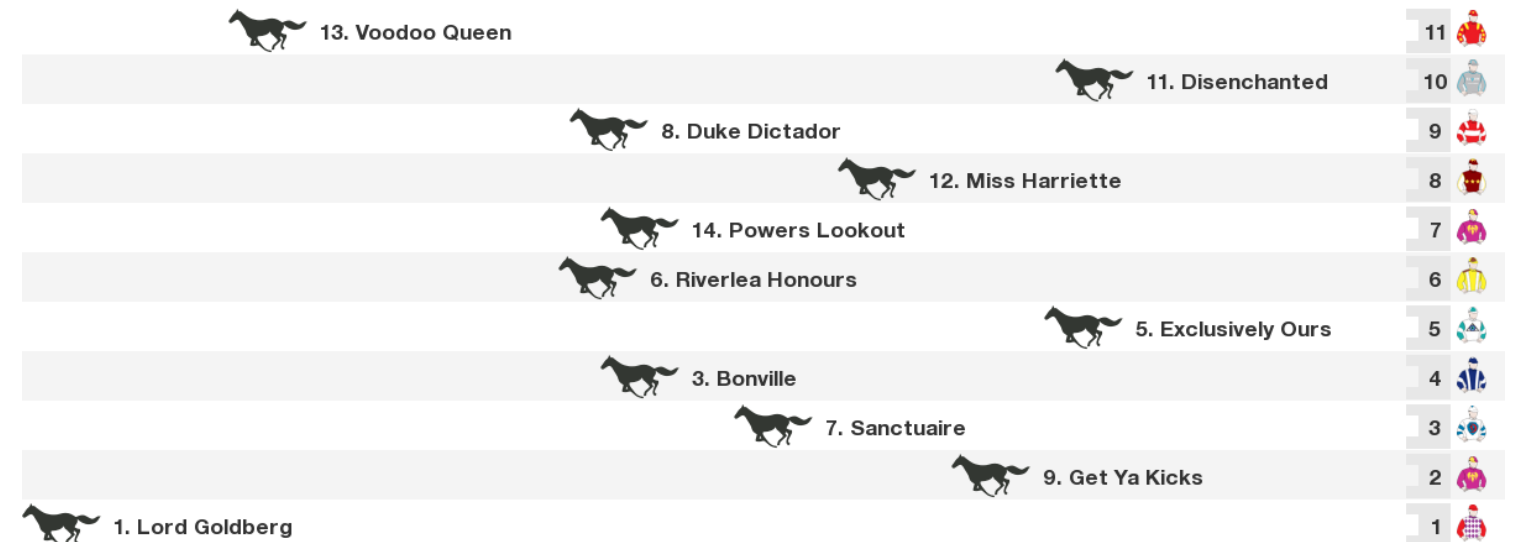 13. Voodoo Queen 11
11. Disenchanted 10
8. Duke Dictador 9
12. Miss Harriette 8
14. Powers Lookout 7
6. Riverlea Honours 6
5. Exclusively Ours 5
3. Bonville 4
7. Sanctuaire 3
9. Get Ya Kicks 2
1. Lord Goldberg 1